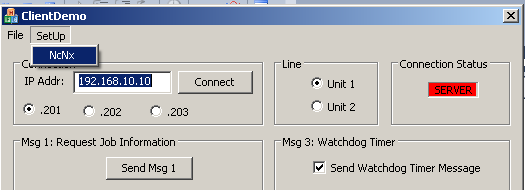 ClientDemo
File SetUp
NcNx
Connection Line Connection Status
IP Addr: 192.168.10.10 Connect Unit 1 SERVER
.201 .202 .203 Unit 2
Msg 1: Request Job Information Msg 3: Watchdog Timer
Send Msg 1 Send Watchdog Timer Message